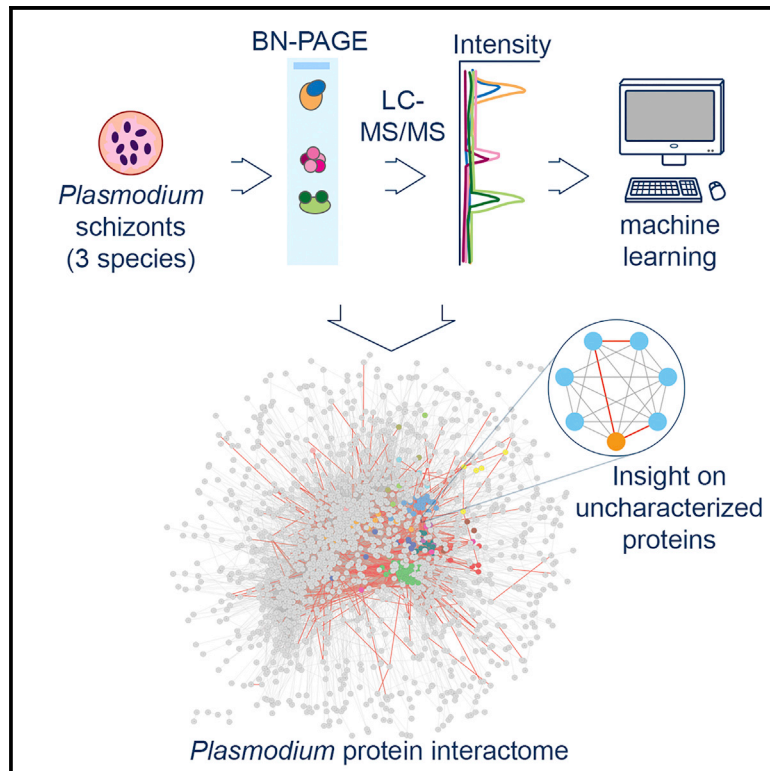 BN-PAGE
Intensity
LC-
MS/MS
Plasmodium
schizonts
(3 species)
machine
learning
Insight on
uncharacterized
proteins
Plasmodium protein interactome